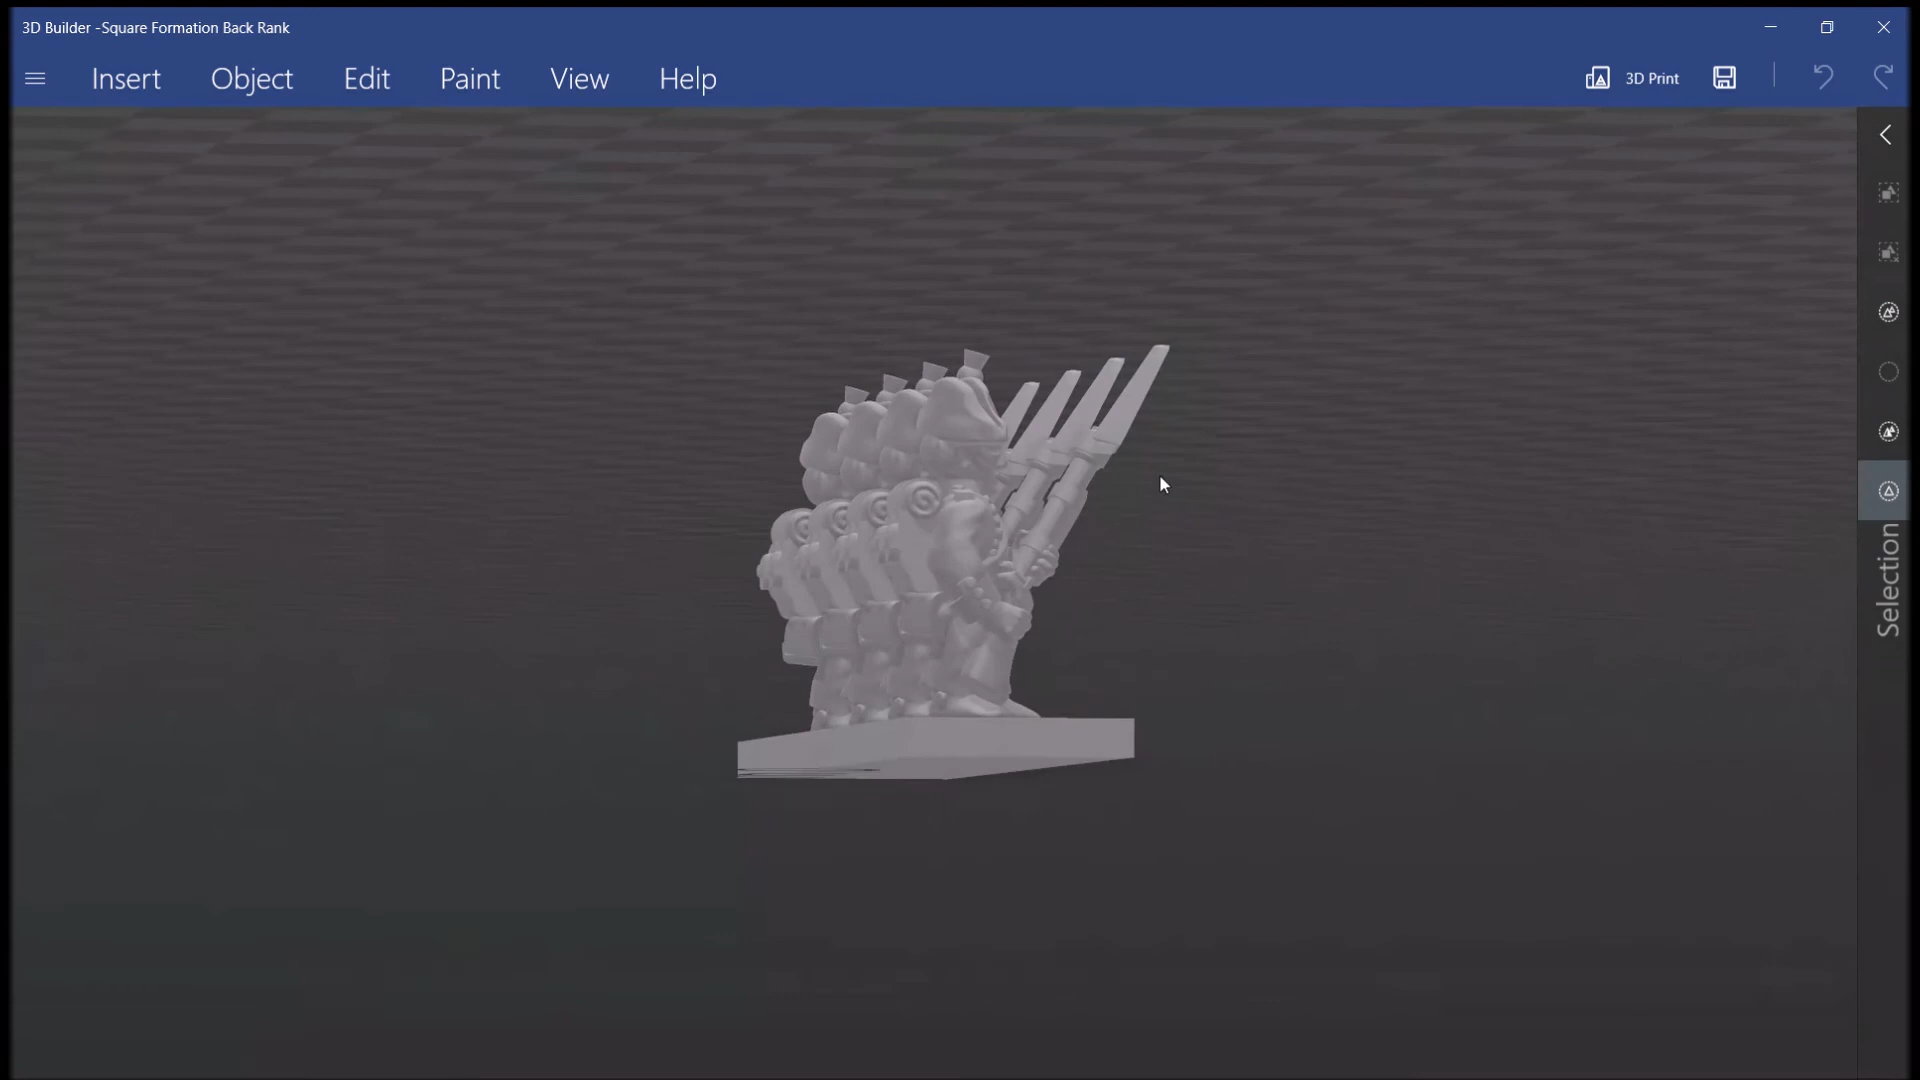 3D Builder -Square Formation Back Rank
Insert Object Edit Paint View Help 3D Print
Selection